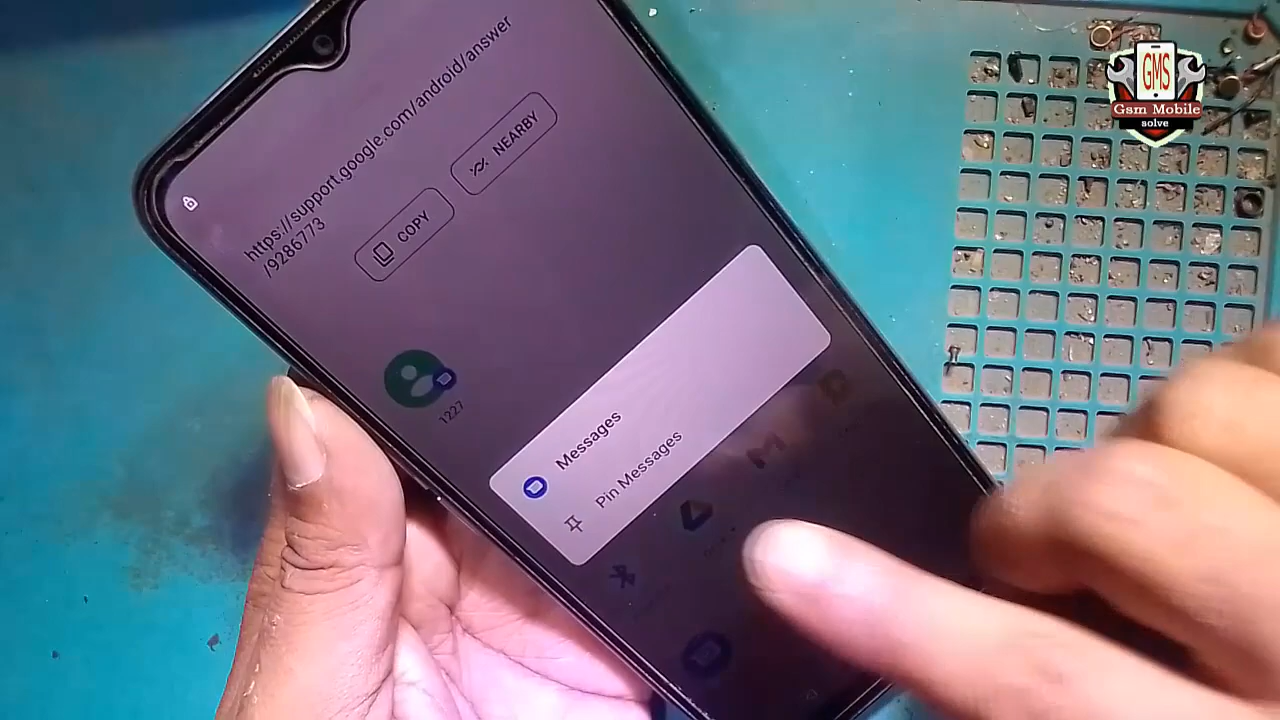 https://support.google.com/android/answer
/9286773
COPY
NEARBY
1227
Messages
Pin Messages
GMS
Gsm Mobile
solve